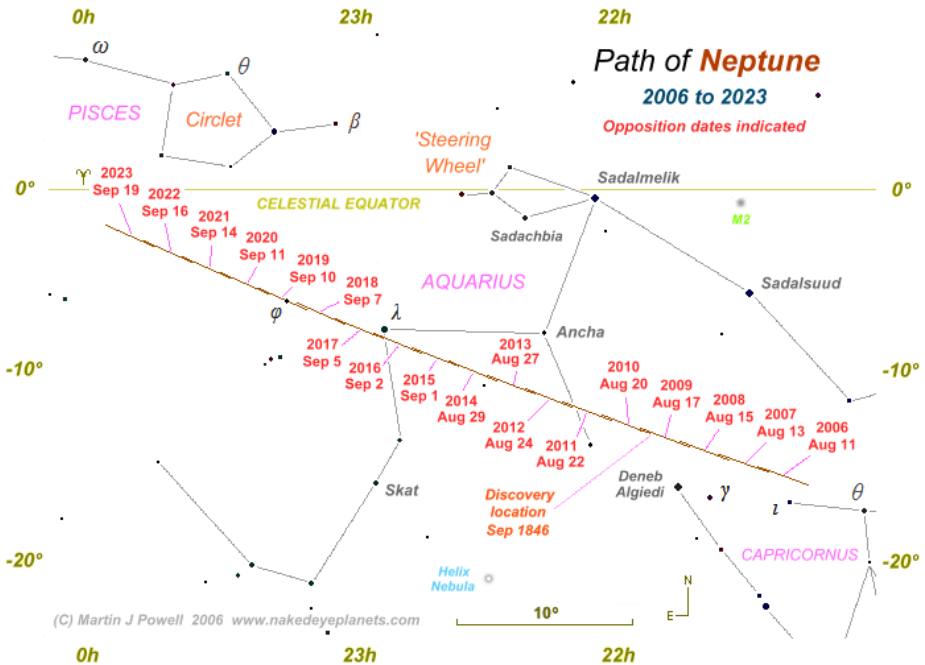 0h
23h
22h
Path of Neptune
2006 to 2023
Opposition dates indicated
ω
θ
PISCES
Circlet
β
'Steering
Wheel'
0°
♈
2023
Sep 19
2022
Sep 16
2021
Sep 14
2020
Sep 11
2019
Sep 10
2018
Sep 7
CELESTIAL EQUATOR
Sadalmelik
0°
M2
Sadachbia
AQUARIUS
Sadalsuud
φ
λ
Ancha
2017
Sep 5
2016
Sep 2
2015
Sep 1
2014
Aug 29
2013
Aug 27
2012
Aug 24
2011
Aug 22
2010
Aug 20
2009
Aug 17
2008
Aug 15
2007
Aug 13
2006
Aug 11
-10°
-10°
Skat
Discovery
location
Sep 1846
Deneb
Algiedi
γ
ι
θ
CAPRICORNUS
-20°
-20°
Helix
Nebula
N
E
10°
(C) Martin J Powell 2006 www.nakedeyeplanets.com
0h
23h
22h